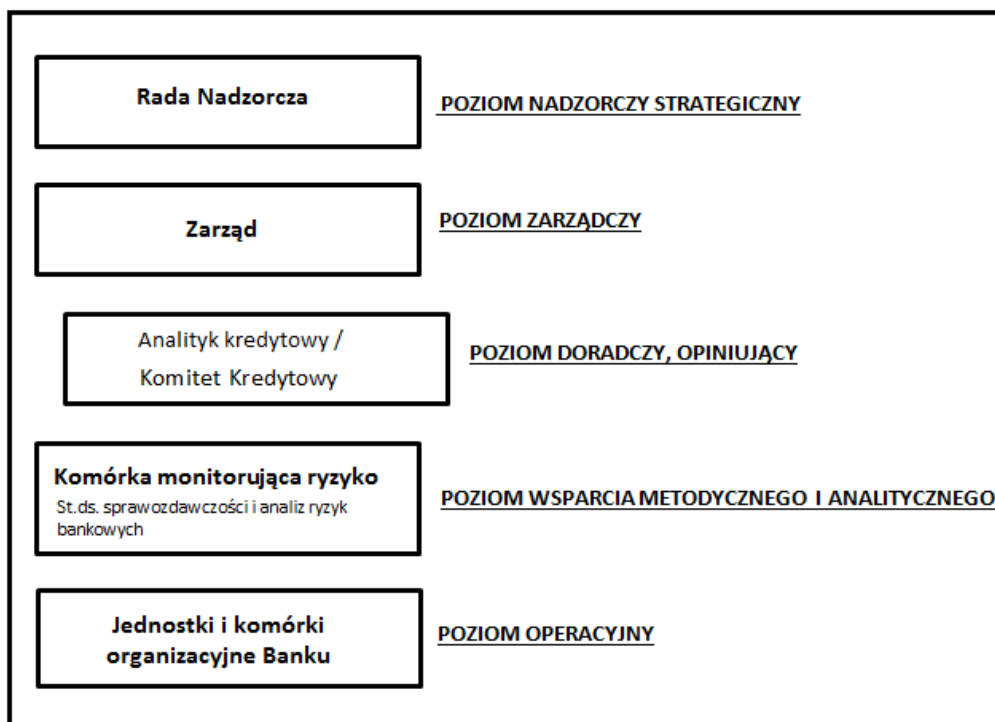 Rada Nadzorcza
POZIOM NADZORCZY STRATEGICZNY
Zarząd
POZIOM ZARZĄDCZY
Analityk kredytowy /
Komitet Kredytowy
POZIOM DORADCZY, OPINIUJĄCY
Komórka monitorująca ryzyko
St.ds. sprawozdawczości i analiz ryzyk
bankowych
POZIOM WSPARCIA METODYCZNEGO I ANALITYCZNEGO
Jednostki i komórki
organizacyjne Banku
POZIOM OPERACYJNY